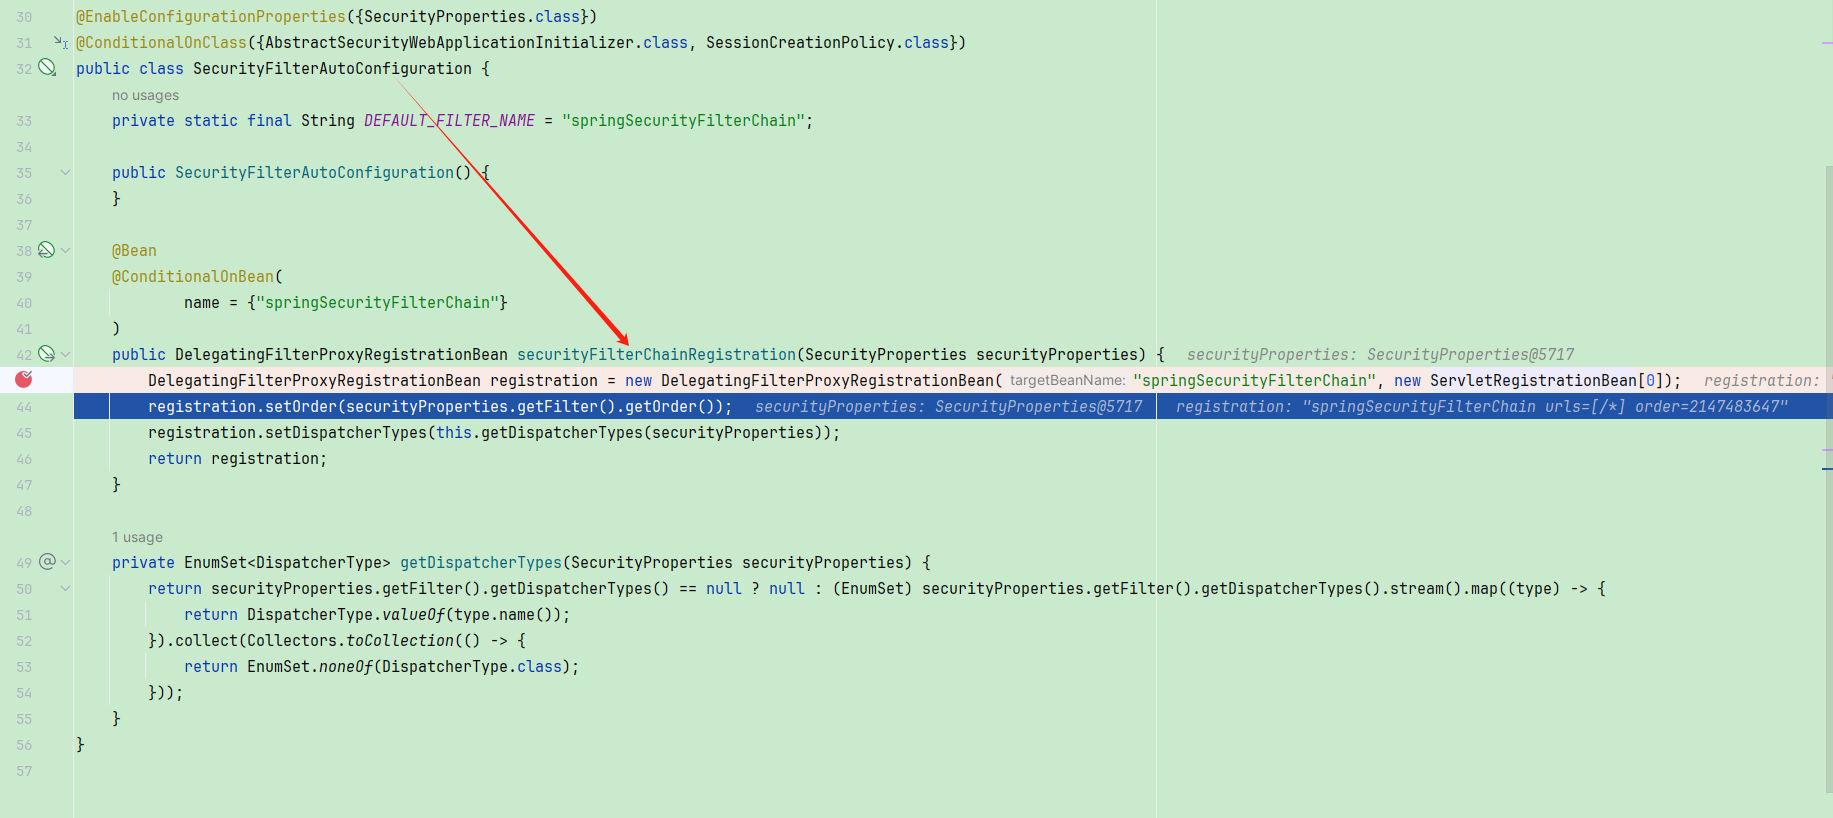 30 @EnableConfigurationProperties({SecurityProperties.class})
31 @ConditionalOnClass({AbstractSecurityWebApplicationInitializer.class, SessionCreationPolicy.class})
32 public class SecurityFilterAutoConfiguration {
no usages
33 private static final String DEFAULT_FILTER_NAME = "springSecurityFilterChain";
34
35 public SecurityFilterAutoConfiguration() {
36 }
37
38 @Bean
39 @ConditionalOnBean(
40 name = {"springSecurityFilterChain"}
41 )
42 public DelegatingFilterProxyRegistrationBean securityFilterChainRegistration(SecurityProperties securityProperties) { securityProperties: SecurityProperties@5717
DelegatingFilterProxyRegistrationBean registration = new DelegatingFilterProxyRegistrationBean( targetBeanName: "springSecurityFilterChain", new ServletRegistrationBean[0]); registration: "
44 registration.setOrder(securityProperties.getFilter().getOrder()); securityProperties: SecurityProperties@5717 registration: "springSecurityFilterChain urls=[/*] order=2147483647"
45 registration.setDispatcherTypes(this.getDispatcherTypes(securityProperties));
46 return registration;
47 }
48
1 usage
49 @ private EnumSet<DispatcherType> getDispatcherTypes(SecurityProperties securityProperties) {
50 return securityProperties.getFilter().getDispatcherTypes() == null ? null : (EnumSet) securityProperties.getFilter().getDispatcherTypes().stream().map((type) -> {
51 return DispatcherType.valueOf(type.name());
52 }).collect(Collectors.toCollection(() -> {
53 return EnumSet.noneOf(DispatcherType.class);
54 }));
55 }
56 }
57